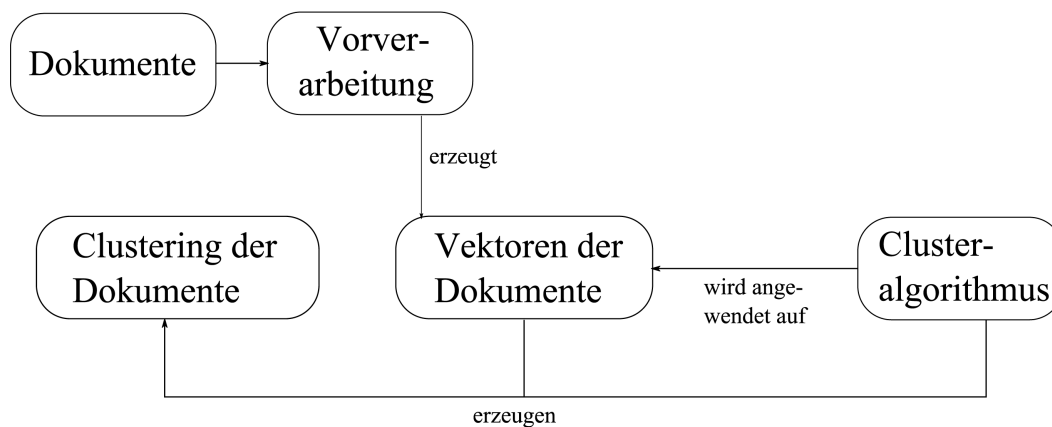 Dokumente
Vorver-
arbeitung
erzeugt
Clustering der
Dokumente
Vektoren der
Dokumente
wird ange-
wendet auf
Cluster-
algorithmus
erzeugen